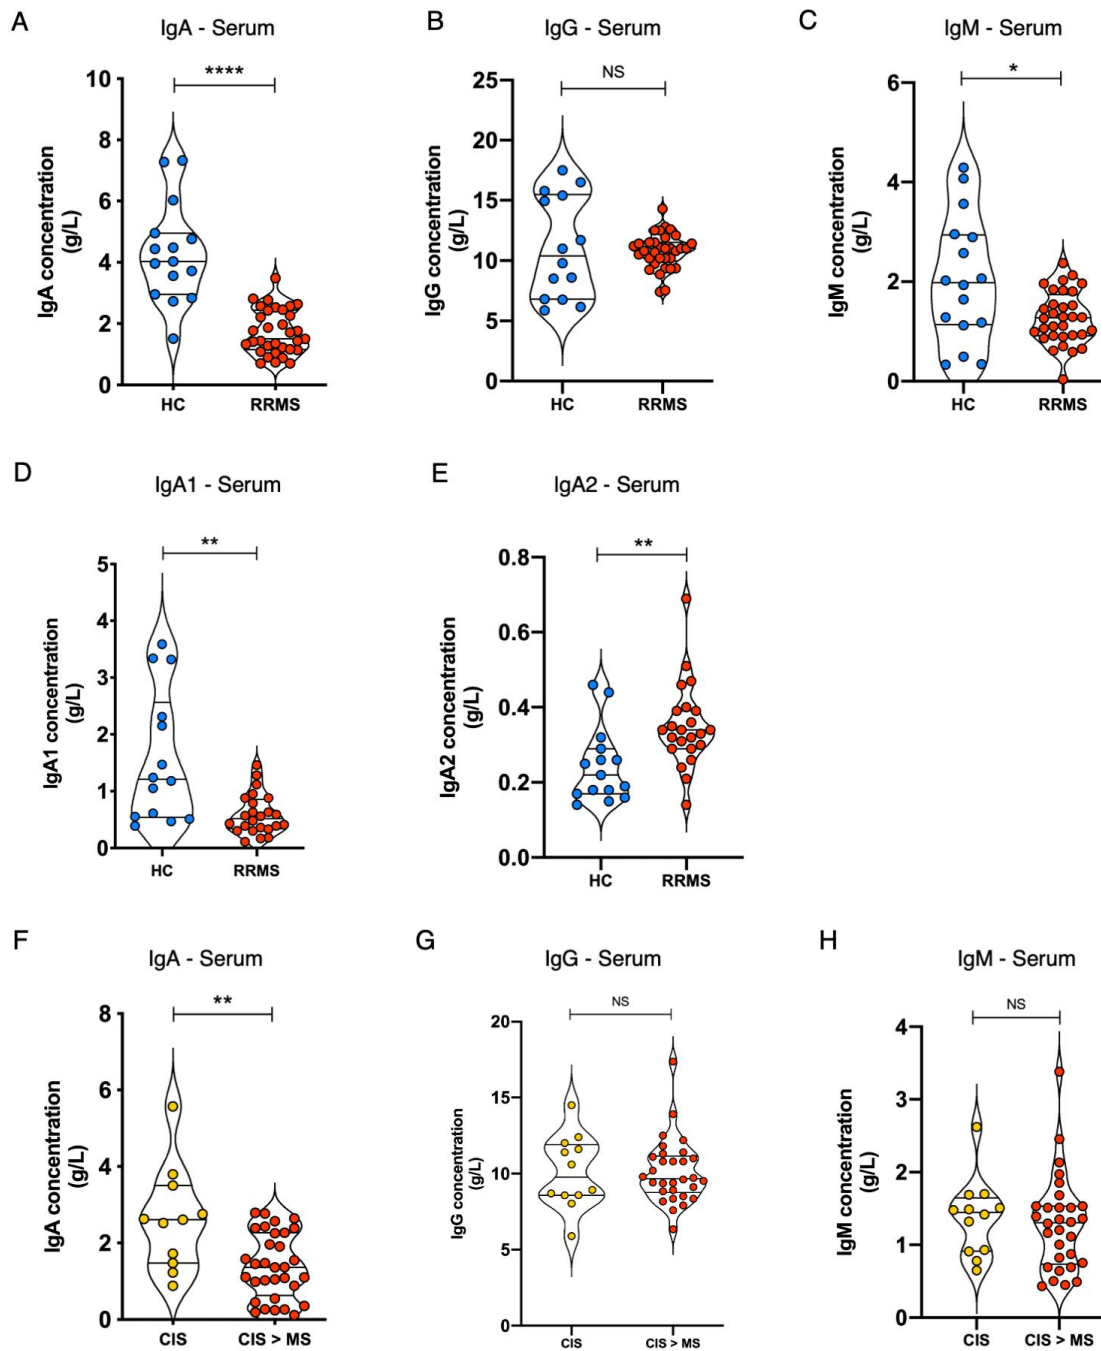 A
IgA - Serum
****
IgA concentration
(g/L)
10
8
6
4
2
0
HC
RRMS
B
IgG - Serum
NS
IgG concentration
(g/L)
25
20
15
10
5
0
HC
RRMS
C
IgM - Serum
*
IgM concentration
(g/L)
6
4
2
0
HC
RRMS
D
IgA1 - Serum
**
IgA1 concentration
(g/L)
5
4
3
2
1
0
HC
RRMS
E
IgA2 - Serum
**
IgA2 concentration
(g/L)
0.8
0.6
0.4
0.2
0.0
HC
RRMS
F
IgA - Serum
**
IgA concentration
(g/L)
8
6
4
2
0
CIS
CIS > MS
G
IgG - Serum
NS
IgG concentration
(g/L)
20
15
10
5
0
CIS
CIS > MS
H
IgM - Serum
NS
IgM concentration
(g/L)
4
3
2
1
0
CIS
CIS > MS